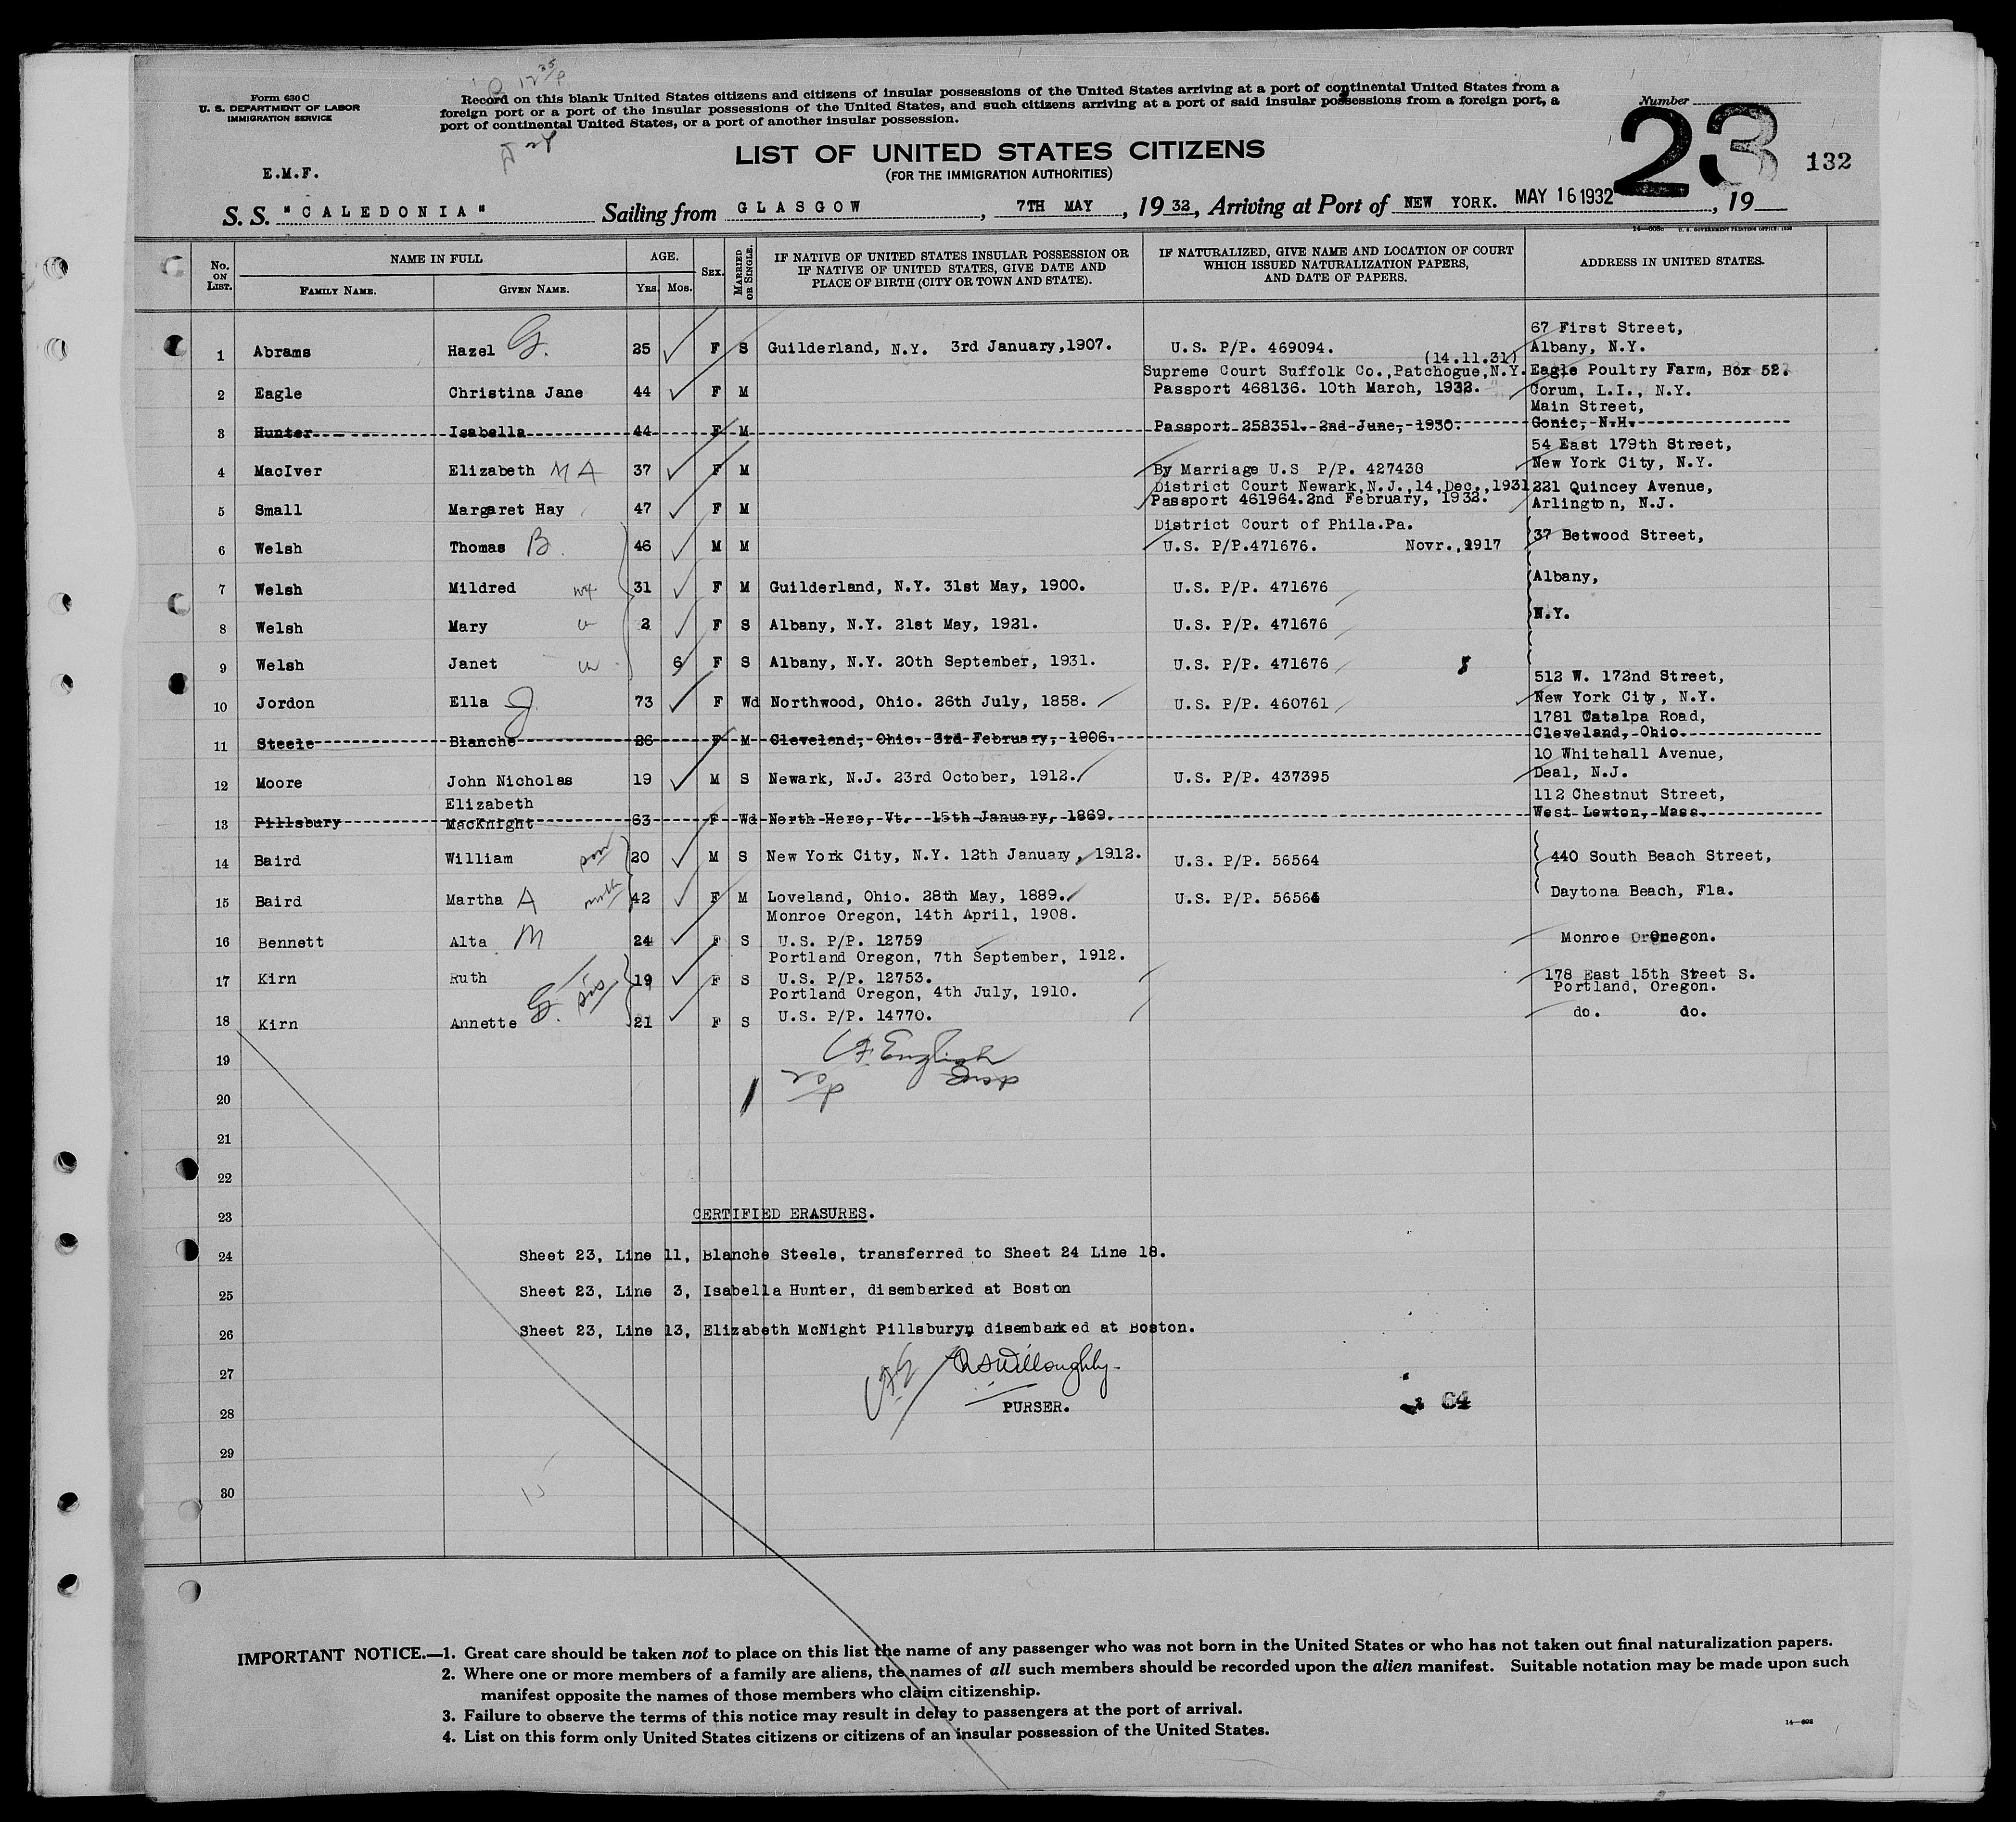 Form 630 C
U. S. DEPARTMENT OF LABOR
IMMIGRATION SERVICE
Record on this blank United States citizens and citizens of insular possessions of the United States arriving at a port of continental United States from a
foreign port or a port of the insular possessions of the United States, and such citizens arriving at a port of said insular possessions from a foreign port, a
port of continental United States, or a port of another insular possession.
Number
23
132
E.M.F.
LIST OF UNITED STATES CITIZENS
(FOR THE IMMIGRATION AUTHORITIES)
S. S. "CALEDONIA" Sailing from GLASGOW, 7TH MAY, 1932, Arriving at Port of NEW YORK. MAY 16 1932, 19
No. ON LIST. NAME IN FULL AGE. SEX. MARRIED OR SINGLE. IF NATIVE OF UNITED STATES INSULAR POSSESSION OR IF NATIVE OF UNITED STATES, GIVE DATE AND PLACE OF BIRTH (CITY OR TOWN AND STATE). IF NATURALIZED, GIVE NAME AND LOCATION OF COURT WHICH ISSUED NATURALIZATION PAPERS, AND DATE OF PAPERS. ADDRESS IN UNITED STATES.
FAMILY NAME. GIVEN NAME. YRS. MOS.
67 First Street,
1 Abrams Hazel G. 25 F S Guilderland, N.Y. 3rd January,1907. U.S. P/P. 469094. Albany, N.Y.
(14.11.31)
Supreme Court Suffolk Co.,Patchogue,N.Y. Eagle Poultry Farm, Box 52.
2 Eagle Christina Jane 44 F M Passport 468136. 10th March, 1932. Corum, L.I., N.Y.
Main Street,
3 Hunter Isabella 44 F M Passport 258351. 2nd June, 1930. Gonic, N.H.
54 East 179th Street,
4 MacIver Elizabeth M A 37 F M By Marriage U.S P/P. 427438 New York City, N.Y.
District Court Newark,N.J.,14,Dec.,1931 221 Quincey Avenue,
5 Small Margaret Hay 47 F M Passport 461964.2nd February, 1932. Arlington, N.J.
District Court of Phila.Pa.
6 Welsh Thomas B. 46 M M U.S. P/P.471676. Novr.,1917 37 Betwood Street,
7 Welsh Mildred 31 F M Guilderland, N.Y. 31st May, 1900. U.S. P/P. 471676 Albany,
8 Welsh Mary 2 F S Albany, N.Y. 21st May, 1921. U.S. P/P. 471676 N.Y.
9 Welsh Janet 6 F S Albany, N.Y. 20th September, 1931. U.S. P/P. 471676
512 W. 172nd Street,
10 Jordon Ella J. 73 F Wd Northwood, Ohio. 26th July, 1858. U.S. P/P. 460761 New York City, N.Y.
1781 Catalpa Road,
11 Steele Blanche 26 F M Cleveland, Ohio. 3rd February, 1906. Cleveland, Ohio.
10 Whitehall Avenue,
12 Moore John Nicholas 19 M S Newark, N.J. 23rd October, 1912. U.S. P/P. 437395 Deal, N.J.
Elizabeth 112 Chestnut Street,
13 Pillsbury MacKnight 63 F Wd North Hero, Vt. 15th January, 1869. West Lewton, Mass.
14 Baird William son 20 M S New York City, N.Y. 12th January, 1912. U.S. P/P. 56564 440 South Beach Street,
15 Baird Martha A moth 42 F M Loveland, Ohio. 28th May, 1889. U.S. P/P. 56564 Daytona Beach, Fla.
Monroe Oregon, 14th April, 1908.
16 Bennett Alta M 24 F S U.S. P/P. 12759 Monroe Oregon.
Portland Oregon, 7th September, 1912.
17 Kirn Ruth 19 F S U.S. P/P. 12753. 178 East 15th Street S.
Portland Oregon, 4th July, 1910. Portland, Oregon.
18 Kirn Annette G. sis 21 F S U.S. P/P. 14770. do. do.
19
English
20
21
22
23 CERTIFIED ERASURES.
24 Sheet 23, Line 11, Blanche Steele, transferred to Sheet 24 Line 18.
25 Sheet 23, Line 3, Isabella Hunter, disembarked at Boston
26 Sheet 23, Line 13, Elizabeth McNight Pillsbury, disembarked at Boston.
27 Willoughby
28 PURSER. 64
29
30
IMPORTANT NOTICE.—1. Great care should be taken not to place on this list the name of any passenger who was not born in the United States or who has not taken out final naturalization papers.
2. Where one or more members of a family are aliens, the names of all such members should be recorded upon the alien manifest. Suitable notation may be made upon such
manifest opposite the names of those members who claim citizenship.
3. Failure to observe the terms of this notice may result in delay to passengers at the port of arrival.
4. List on this form only United States citizens or citizens of an insular possession of the United States.